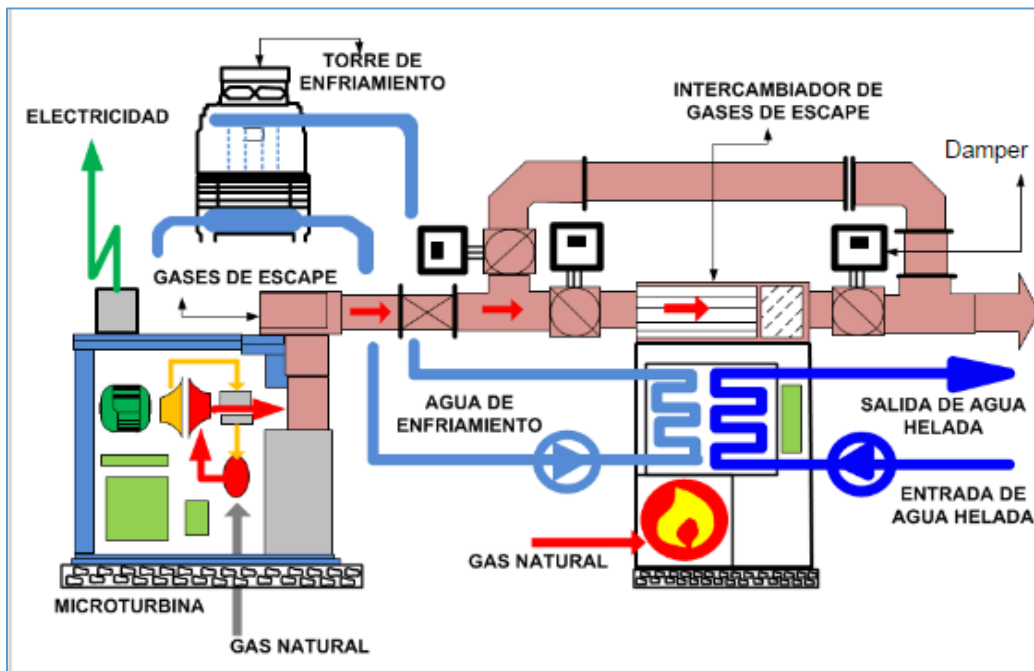 TORRE DE
ENFRIAMIENTO
ELECTRICIDAD
INTERCAMBIADOR DE
GASES DE ESCAPE
Damper
GASES DE ESCAPE
AGUA DE
ENFRIAMIENTO
SALIDA DE AGUA
HELADA
ENTRADA DE
AGUA HELADA
GAS NATURAL
MICROTURBINA
GAS NATURAL